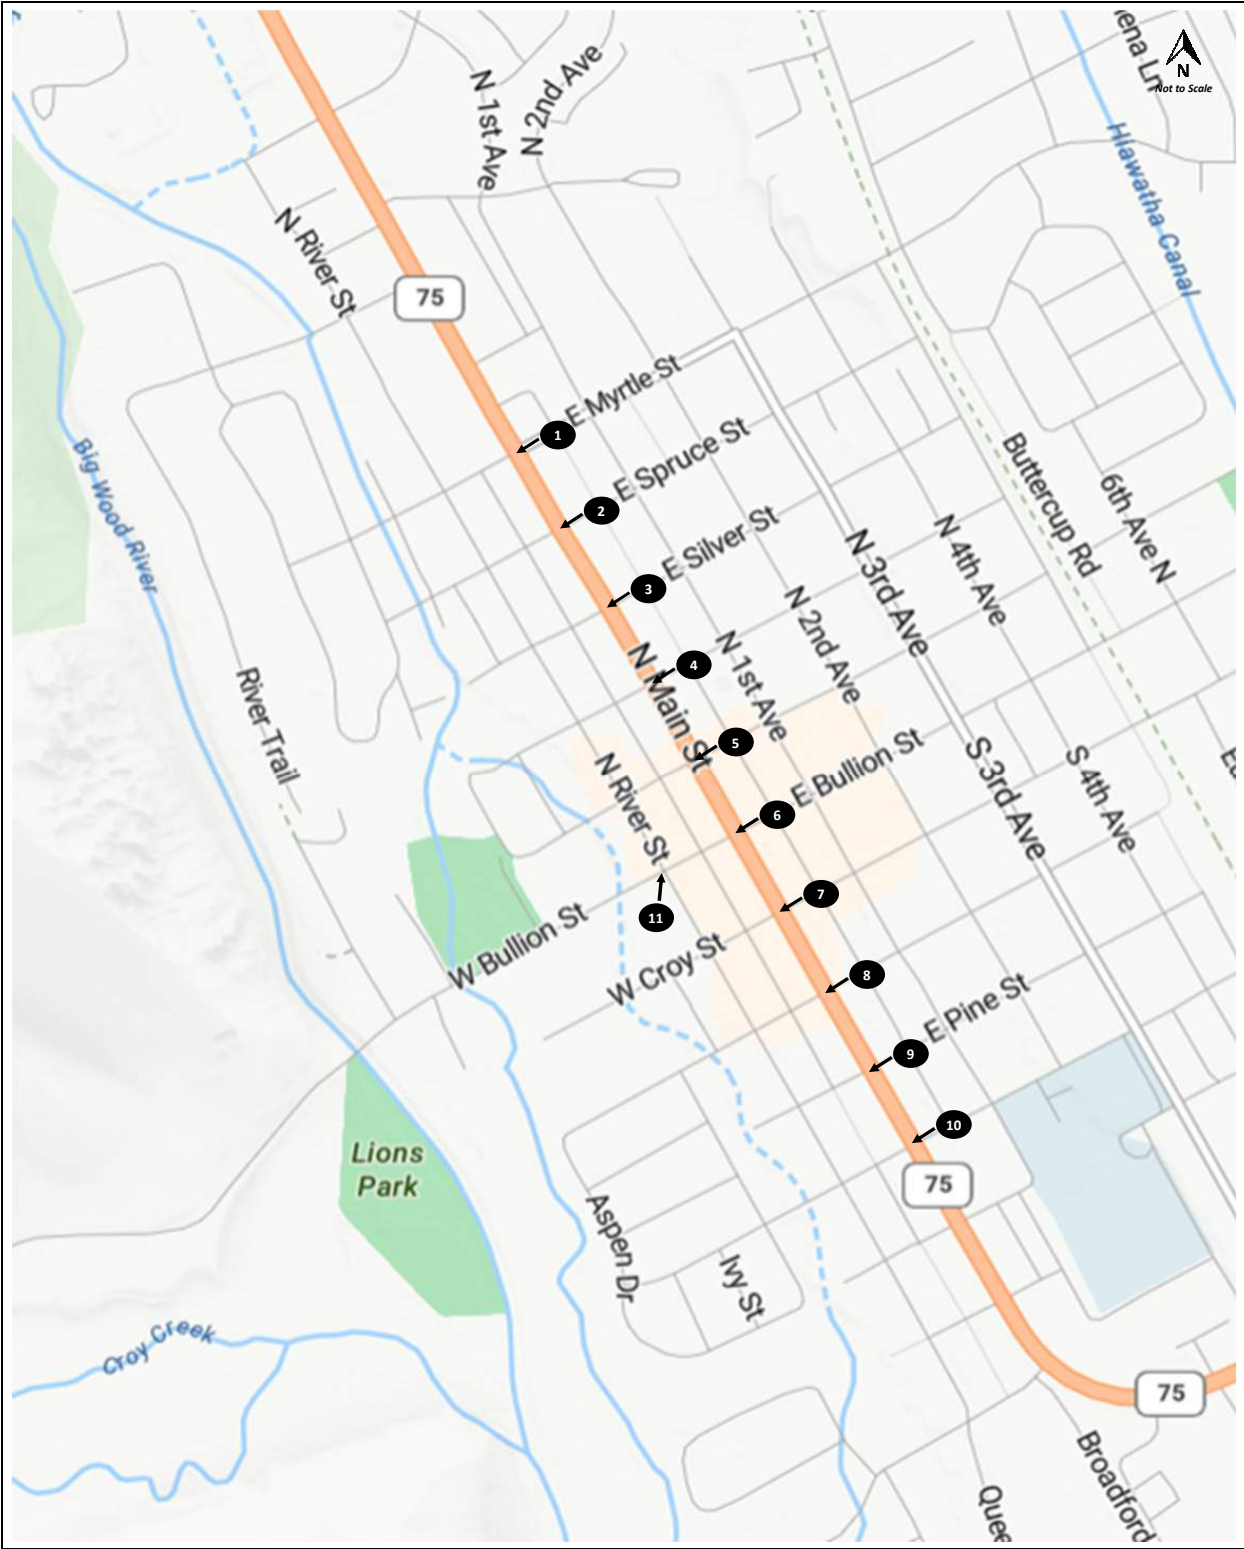 N 1st Ave
N 2nd Ave
N
Not to Scale
Hiawatha Canal
N River St
75
E Myrtle St
1
E Spruce St
2
E Silver St
3
Big Wood River
Buttercup Rd
6th Ave N
N 3rd Ave
N 4th Ave
N 2nd Ave
N 1st Ave
N Main St
4
River Trail
5
E Bullion St
S 3rd Ave
S 4th Ave
N River St
6
7
11
W Bullion St
W Croy St
8
E Pine St
9
10
Lions
Park
75
Aspen Dr
Ivy St
Croy Creek
75
Broadford
Quee